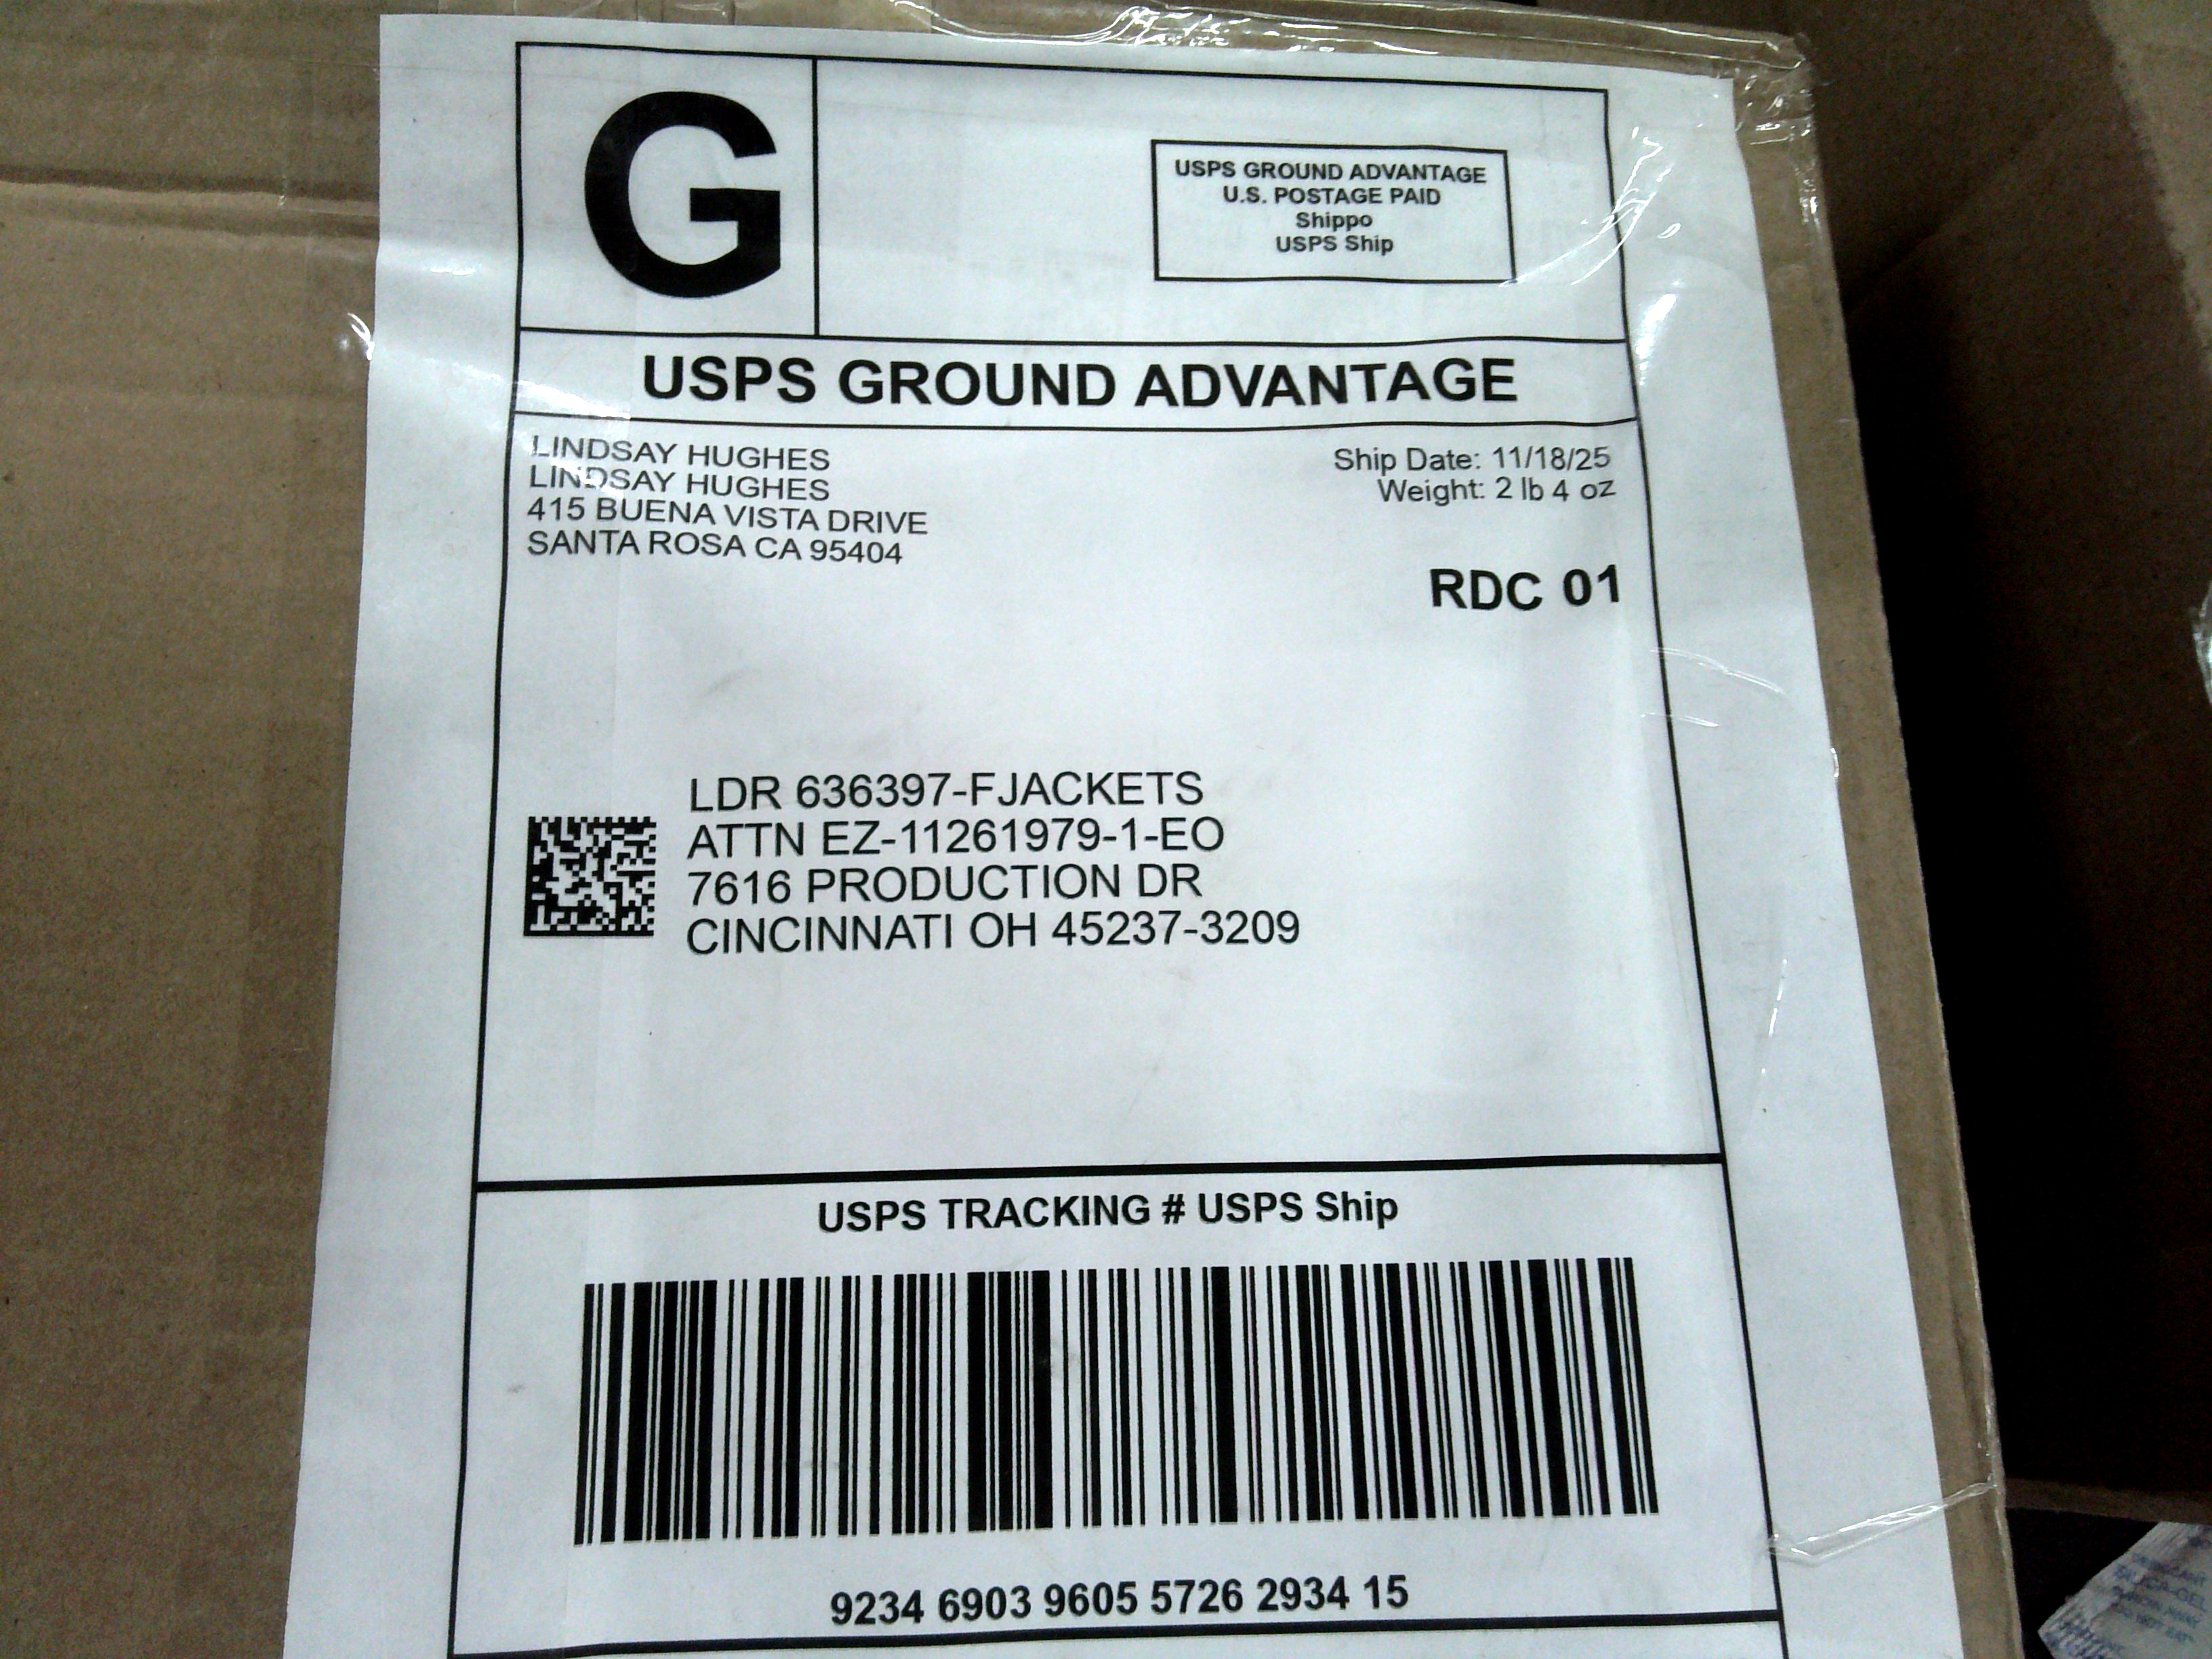 G
USPS GROUND ADVANTAGE
U.S. POSTAGE PAID
Shippo
USPS Ship
USPS GROUND ADVANTAGE
LINDSAY HUGHES
LINDSAY HUGHES
415 BUENA VISTA DRIVE
SANTA ROSA CA 95404
Ship Date: 11/18/25
Weight: 2 lb 4 oz
RDC 01
LDR 636397-FJACKETS
ATTN EZ-11261979-1-EO
7616 PRODUCTION DR
CINCINNATI OH 45237-3209
USPS TRACKING # USPS Ship
9234 6903 9605 5726 2934 15